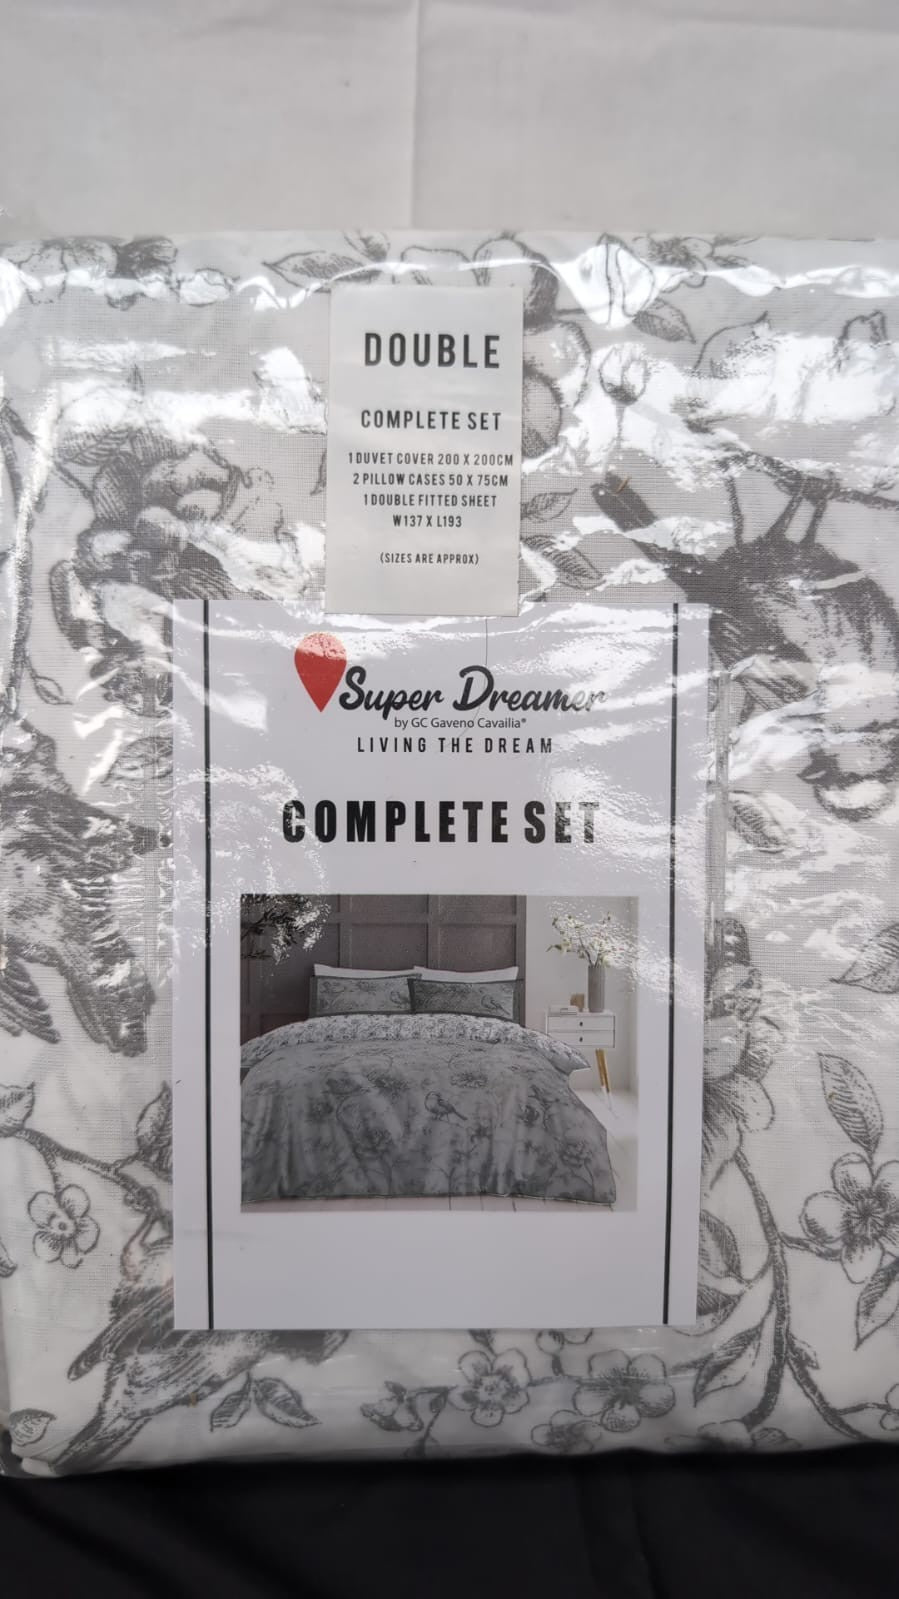 DOUBLE
COMPLETE SET
1 DUVET COVER 200 X 200CM
2 PILLOW CASES 50 X 75CM
1 DOUBLE FITTED SHEET
W137 X L193
(SIZES ARE APPROX)
Super Dreamer
by GC Gaveno Cavailia®
LIVING THE DREAM
COMPLETE SET